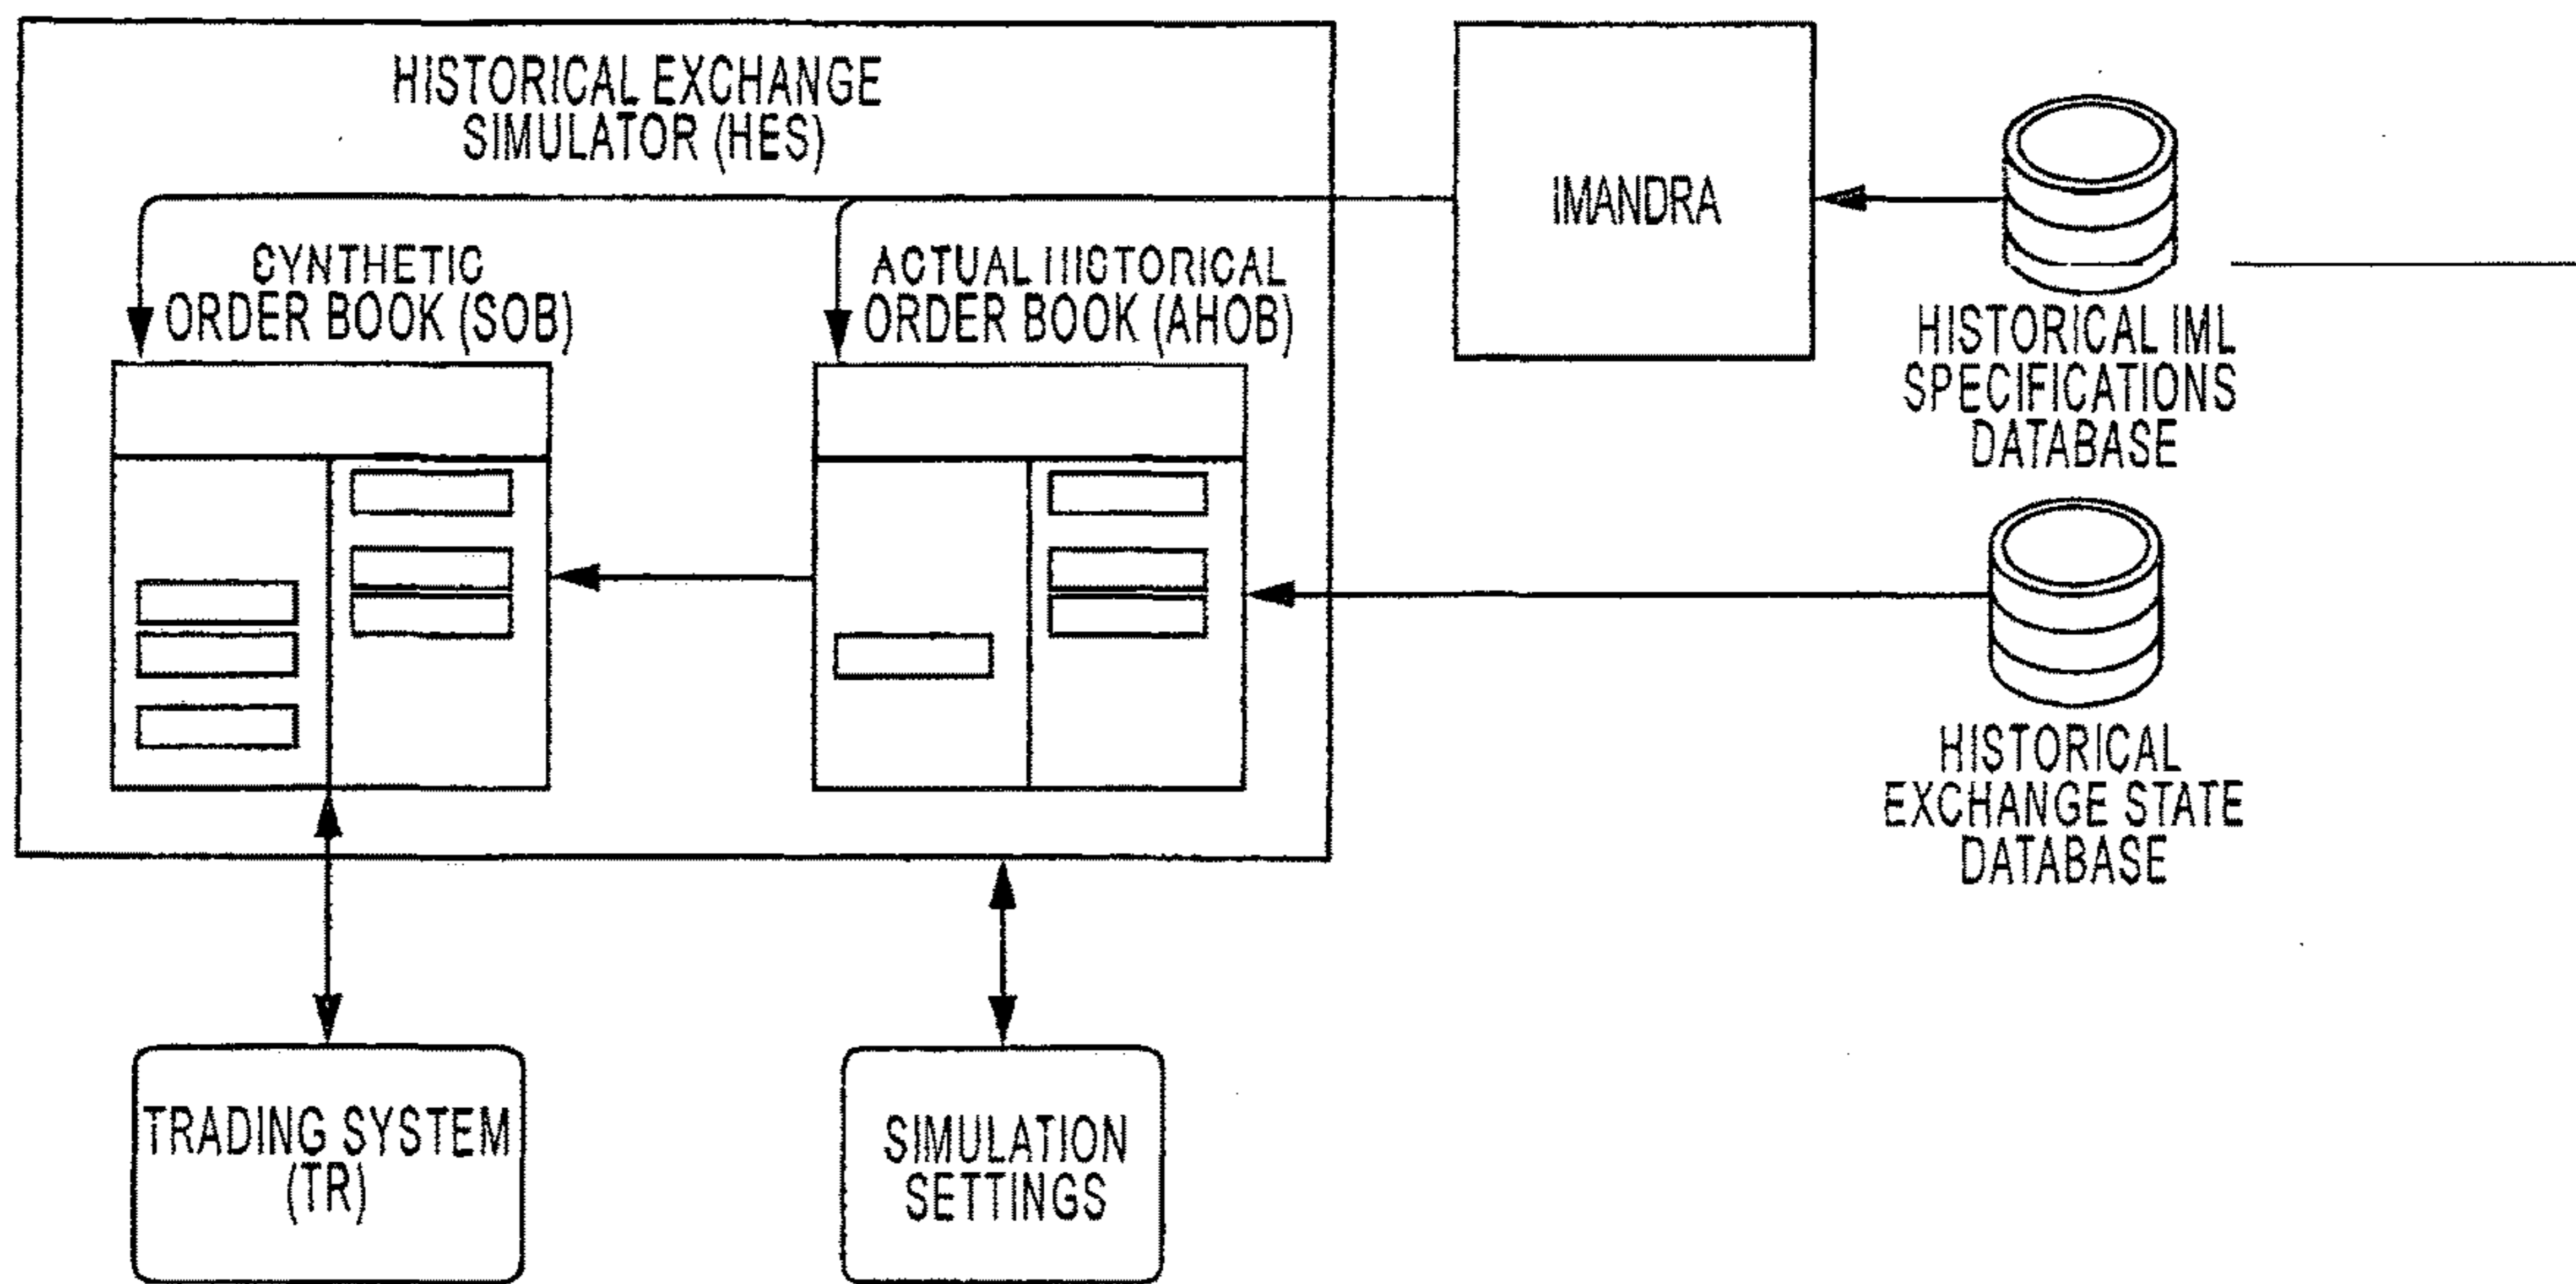 HISTORICAL EXCHANGE
SIMULATOR (HES)
IMANDRA
SYNTHETIC
ORDER BOOK (SOB)
ACTUAL HISTORICAL
ORDER BOOK (AHOB)
HISTORICAL IML
SPECIFICATIONS
DATABASE
HISTORICAL
EXCHANGE STATE
DATABASE
TRADING SYSTEM
(TR)
SIMULATION
SETTINGS